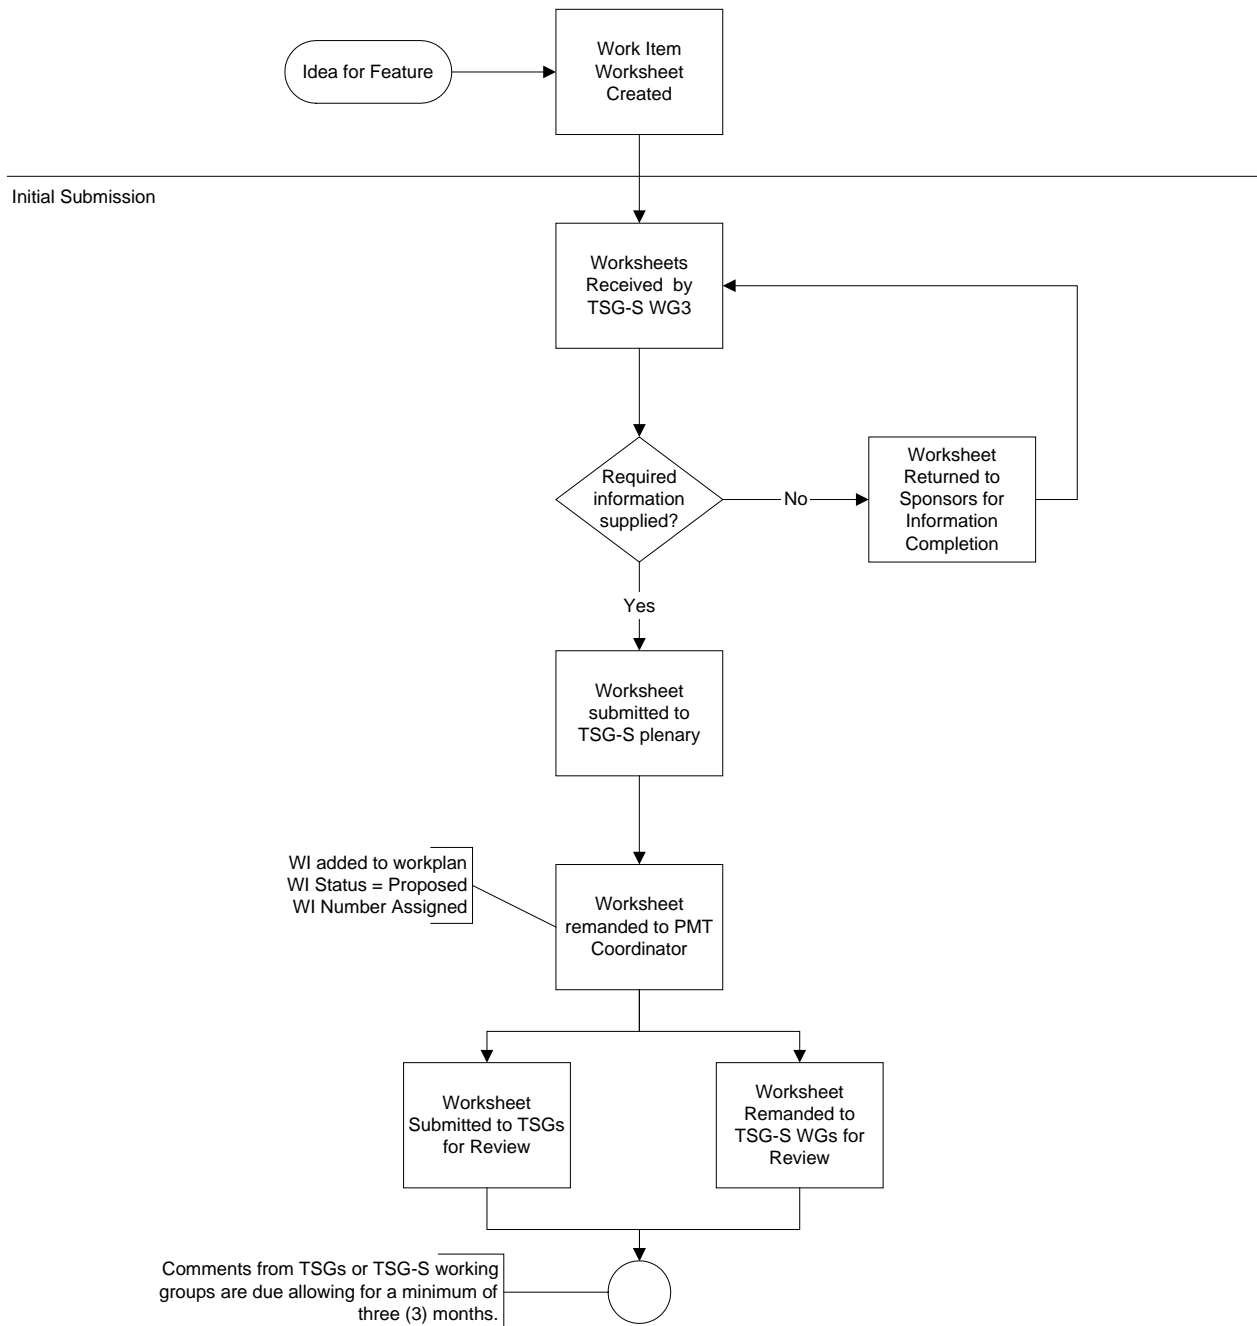 Idea for Feature
Work Item
Worksheet
Created
Initial Submission
Worksheets
Received by
TSG-S WG3
Required
information
supplied?
No
Worksheet
Returned to
Sponsors for
Information
Completion
Yes
Worksheet
submitted to
TSG-S plenary
WI added to workplan
WI Status = Proposed
WI Number Assigned
Worksheet
remanded to PMT
Coordinator
Worksheet
Submitted to TSGs
for Review
Worksheet
Remanded to
TSG-S WGs for
Review
Comments from TSGs or TSG-S working
groups are due allowing for a minimum of
three (3) months.